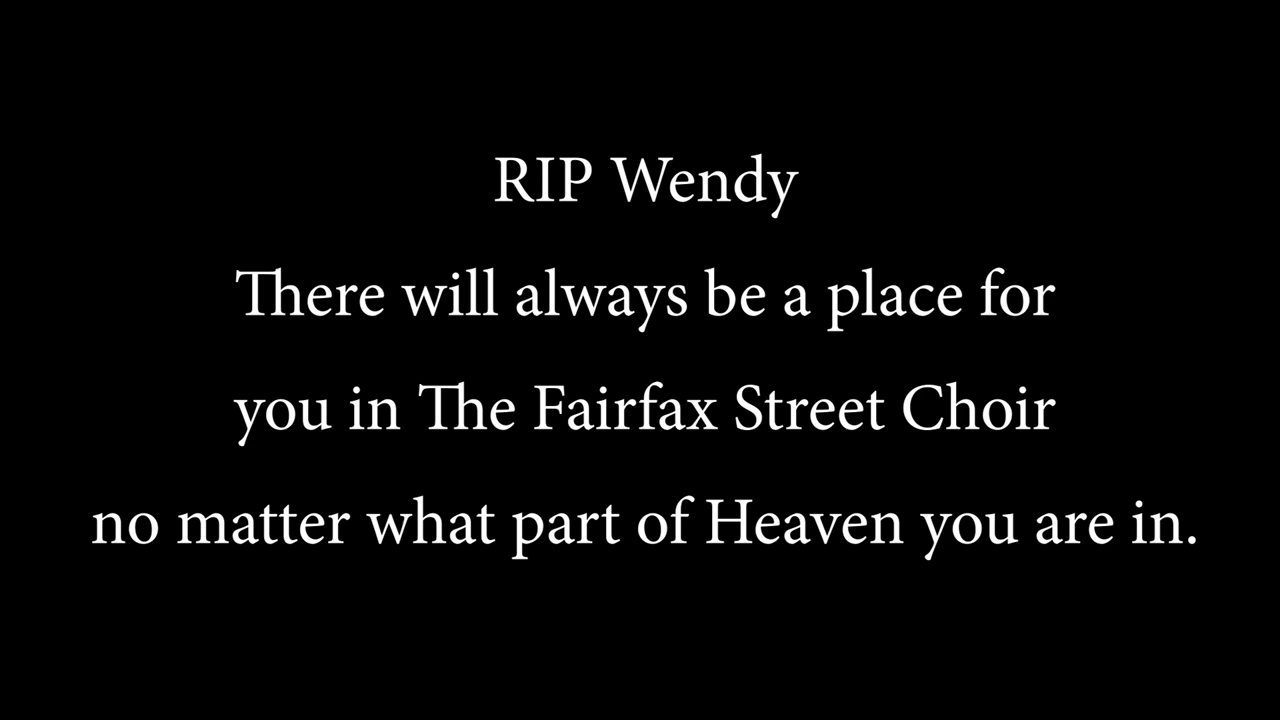 RIP Wendy
There will always be a place for
you in The Fairfax Street Choir
no matter what part of Heaven you are in.